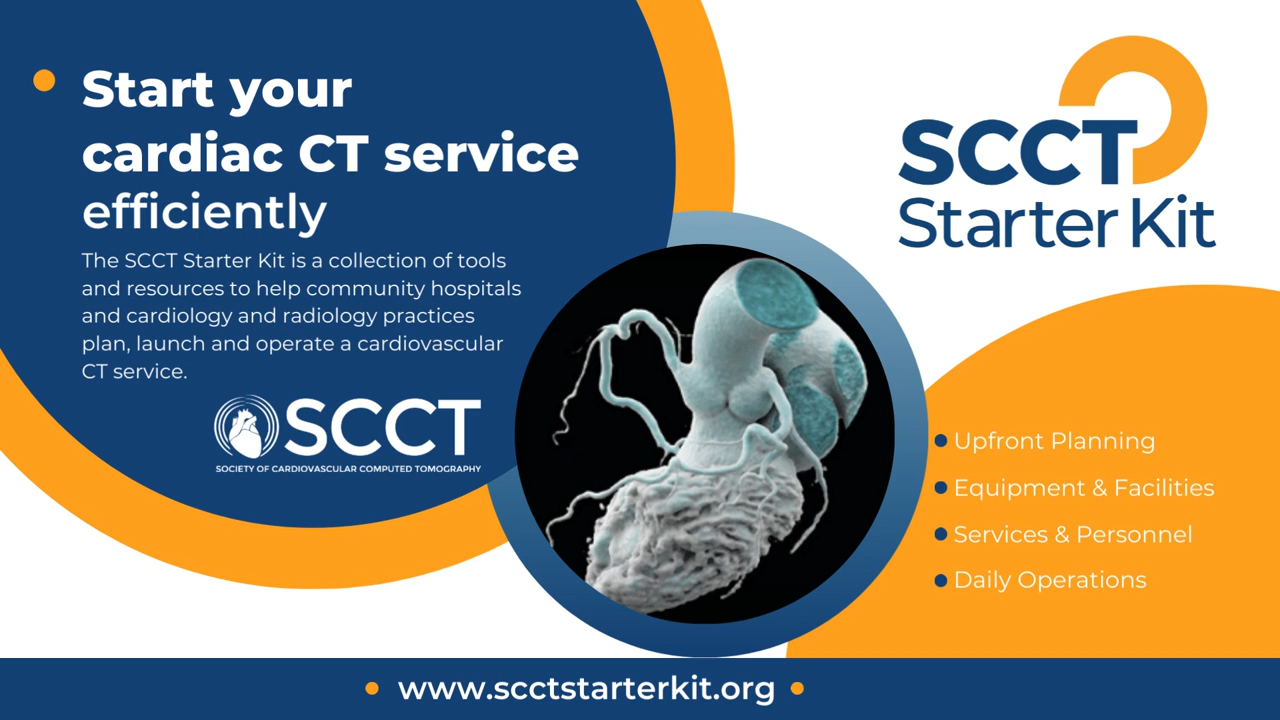 Start your
cardiac CT service
efficiently
The SCCT Starter Kit is a collection of tools
and resources to help community hospitals
and cardiology and radiology practices
plan, launch and operate a cardiovascular
CT service.
SCCT
SOCIETY OF CARDIOVASCULAR COMPUTED TOMOGRAPHY
SCCT
Starter Kit
Upfront Planning
Equipment & Facilities
Services & Personnel
Daily Operations
www.scctstarterkit.org